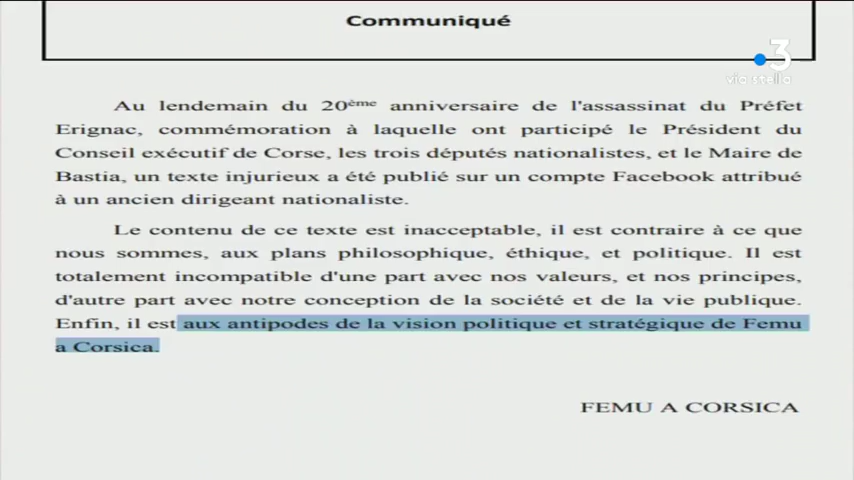 Communiqué
3
via stella
Au lendemain du 20ème anniversaire de l'assassinat du Préfet
Erignac, commémoration à laquelle ont participé le Président du
Conseil exécutif de Corse, les trois députés nationalistes, et le Maire de
Bastia, un texte injurieux a été publié sur un compte Facebook attribué
à un ancien dirigeant nationaliste.
Le contenu de ce texte est inacceptable, il est contraire à ce que
nous sommes, aux plans philosophique, éthique, et politique. Il est
totalement incompatible d'une part avec nos valeurs, et nos principes,
d'autre part avec notre conception de la société et de la vie publique.
Enfin, il est aux antipodes de la vision politique et stratégique de Femu
a Corsica.
FEMU A CORSICA